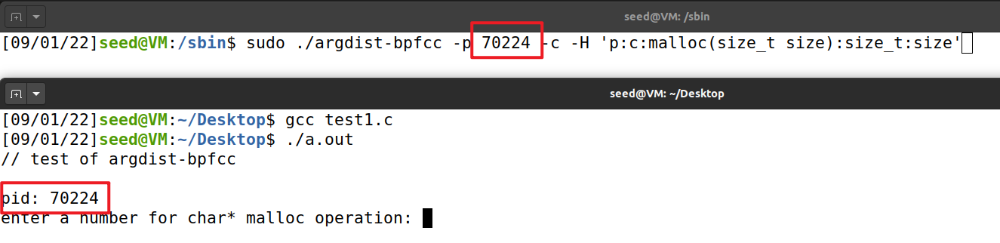 seed@VM: /sbin
[09/01/22]seed@VM:/sbin$ sudo ./argdist-bpfcc -p 70224 -c -H 'p:c:malloc(size_t size):size_t:size'
seed@VM: ~/Desktop
[09/01/22]seed@VM:~/Desktop$ gcc test1.c
[09/01/22]seed@VM:~/Desktop$ ./a.out
// test of argdist-bpfcc
pid: 70224
enter a number for char* malloc operation: